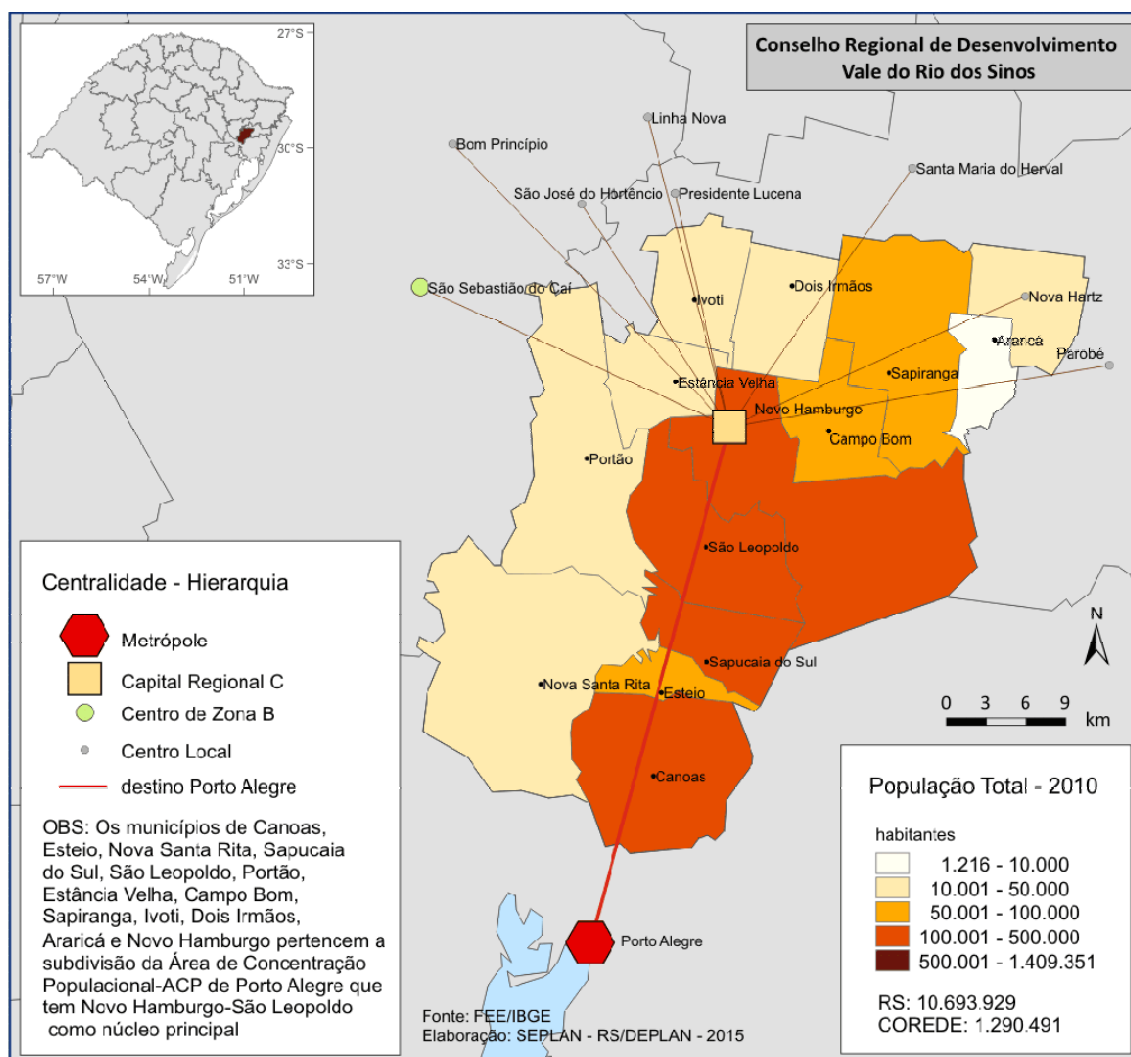 27°S
30°S
33°S
57°W
54°W
51°W
Conselho Regional de Desenvolvimento
Vale do Rio dos Sinos
Linha Nova
Bom Princípio
Santa Maria do Herval
São José do Hortêncio
Presidente Lucena
São Sebastião do Caí
Ivoti
Dois Irmãos
Nova Hartz
Araricá
Parobé
Sapiranga
Estância Velha
Novo Hamburgo
Campo Bom
Portão
São Leopoldo
Sapucaia do Sul
Nova Santa Rita
Esteio
Canoas
Porto Alegre
Centralidade - Hierarquia
Metrópole
Capital Regional C
Centro de Zona B
Centro Local
destino Porto Alegre
OBS: Os municípios de Canoas,
Esteio, Nova Santa Rita, Sapucaia
do Sul, São Leopoldo, Portão,
Estância Velha, Campo Bom,
Sapiranga, Ivoti, Dois Irmãos,
Araricá e Novo Hamburgo pertencem a
subdivisão da Área de Concentração
Populacional-ACP de Porto Alegre que
tem Novo Hamburgo-São Leopoldo
como núcleo principal
Fonte: FEE/IBGE
Elaboração: SEPLAN - RS/DEPLAN - 2015
N
0 3 6 9
km
População Total - 2010
habitantes
1.216 - 10.000
10.001 - 50.000
50.001 - 100.000
100.001 - 500.000
500.001 - 1.409.351
RS: 10.693.929
COREDE: 1.290.491